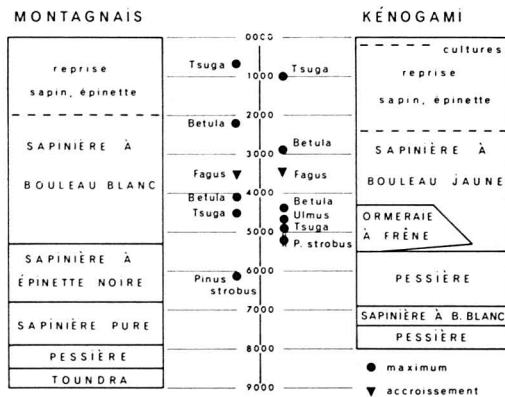 MONTAGNAIS
KÉNOGAMI
reprise
sapin, épinette
SAPINIÈRE À
BOULEAU BLANC
SAPINIÈRE À
ÉPINETTE NOIRE
SAPINIÈRE PURE
PESSIÈRE
TOUNDRA
0000
Tsuga
1000
Tsuga
2000
Betula
Betula
3000
Fagus
Fagus
4000
Betula
Betula
Tsuga
Ulmus
Tsuga
5000
P. strobus
6000
Pinus
strobus
7000
8000
9000
cultures
reprise
sapin, épinette
SAPINIÈRE À
BOULEAU JAUNE
ORMERAIE
À FRÊNE
PESSIÈRE
SAPINIÈRE À B. BLANC
PESSIÈRE
maximum
accroissement